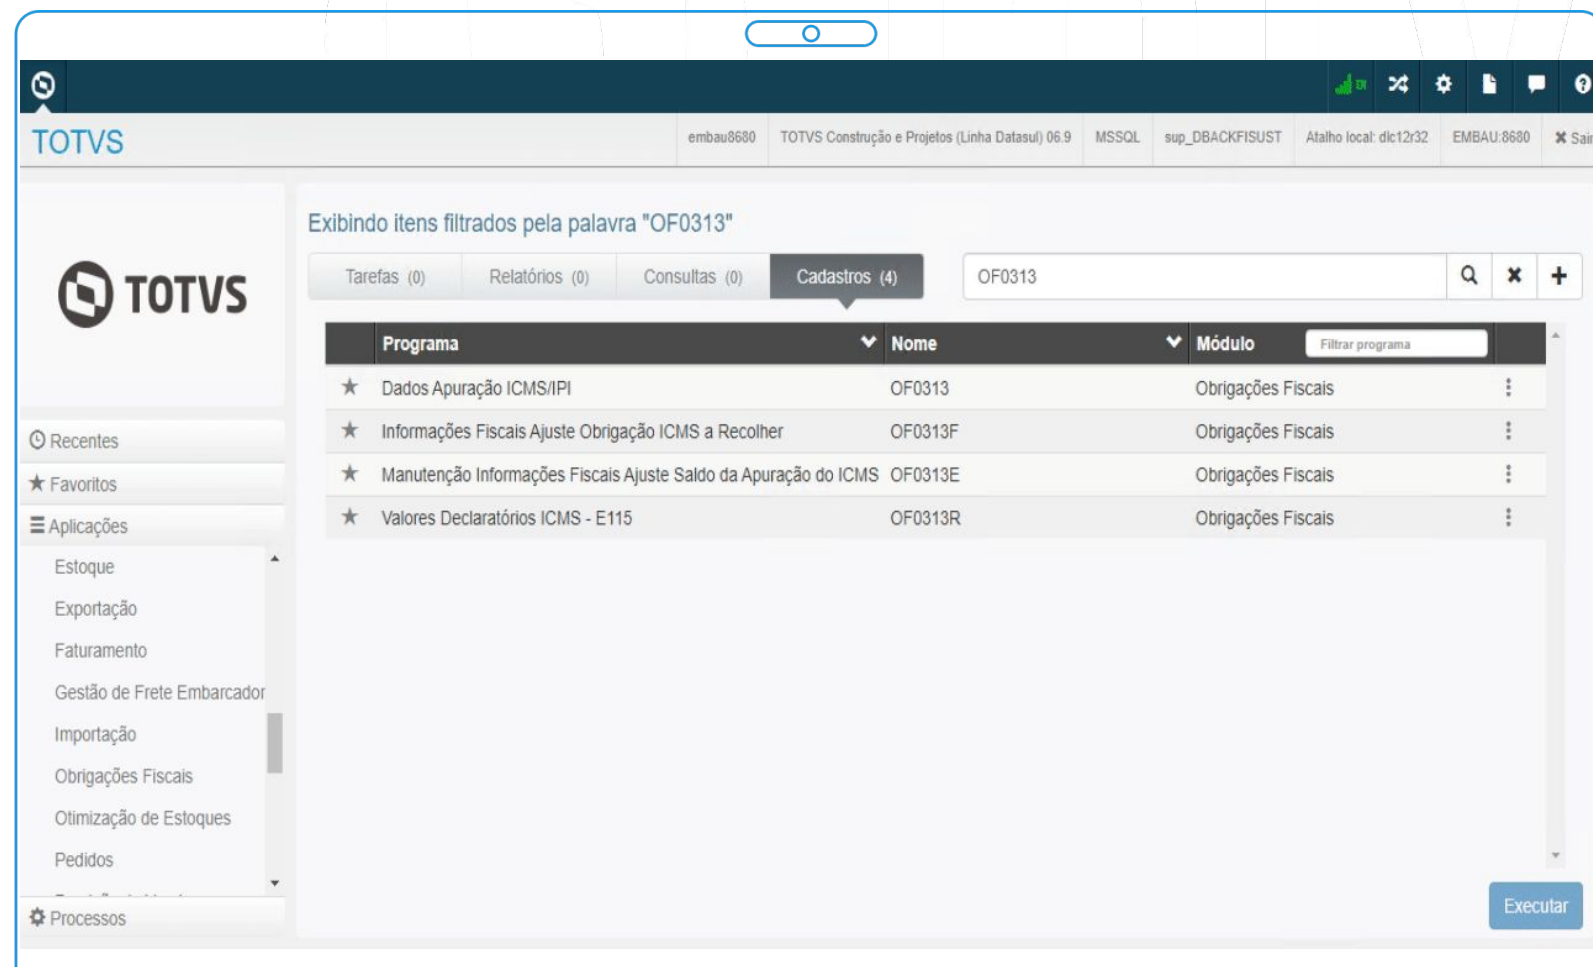 TOTVS
embau8680 TOTVS Construção e Projetos (Linha Datasul) 06.9 MSSQL sup_DBACKFISUST Atalho local: dlc12r32 EMBAU:8680 Sair
TOTVS
Exibindo itens filtrados pela palavra "OF0313"
Tarefas (0) Relatórios (0) Consultas (0) Cadastros (4) OF0313
Programa Nome Módulo Filtrar programa
Dados Apuração ICMS/IPI OF0313 Obrigações Fiscais
Informações Fiscais Ajuste Obrigação ICMS a Recolher OF0313F Obrigações Fiscais
Manutenção Informações Fiscais Ajuste Saldo da Apuração do ICMS OF0313E Obrigações Fiscais
Valores Declaratórios ICMS - E115 OF0313R Obrigações Fiscais
Recentes
Favoritos
Aplicações
Estoque
Exportação
Faturamento
Gestão de Frete Embarcador
Importação
Obrigações Fiscais
Otimização de Estoques
Pedidos
Processos
Executar